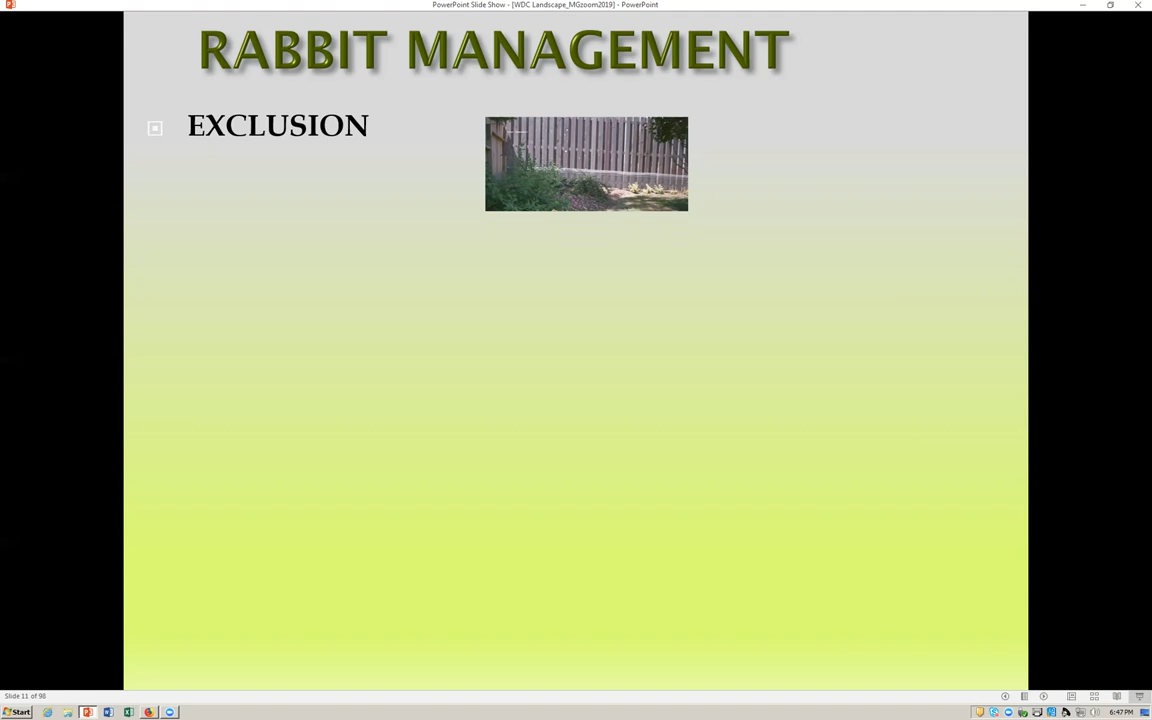 PowerPoint Slide Show - [WDC Landscape_MGzoom2019] - PowerPoint
RABBIT MANAGEMENT
EXCLUSION
Slide 11 of 98
Start
6:47 PM